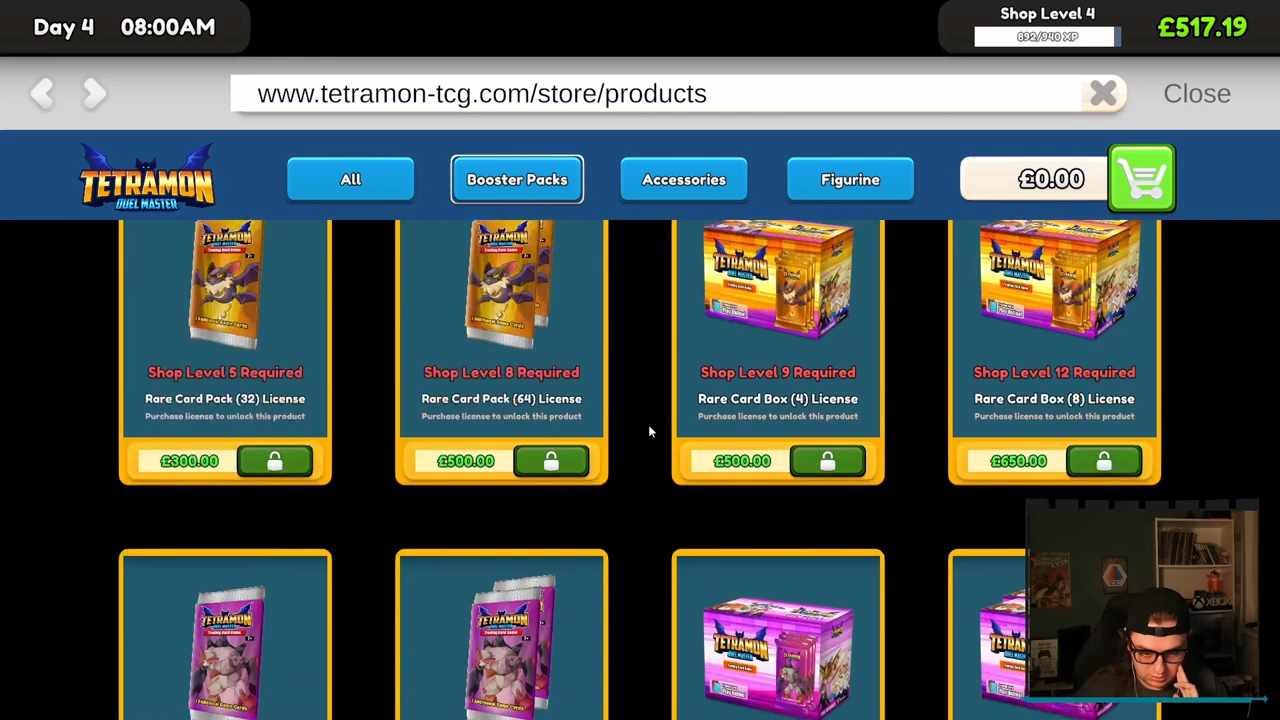 Day 4 08:00AM
Shop Level 4
892/940 XP
£517.19
www.tetramon-tcg.com/store/products
Close
TETRAMON
DUEL MASTER
All
Booster Packs
Accessories
Figurine
£0.00
Shop Level 5 Required
Rare Card Pack (32) License
Purchase license to unlock this product
£300.00
Shop Level 8 Required
Rare Card Pack (64) License
Purchase license to unlock this product
£500.00
Shop Level 9 Required
Rare Card Box (4) License
Purchase license to unlock this product
£500.00
Shop Level 12 Required
Rare Card Box (8) License
Purchase license to unlock this product
£650.00
TETRAMON
TETRAMON
TETRAMON
TETRAMON
XBOX